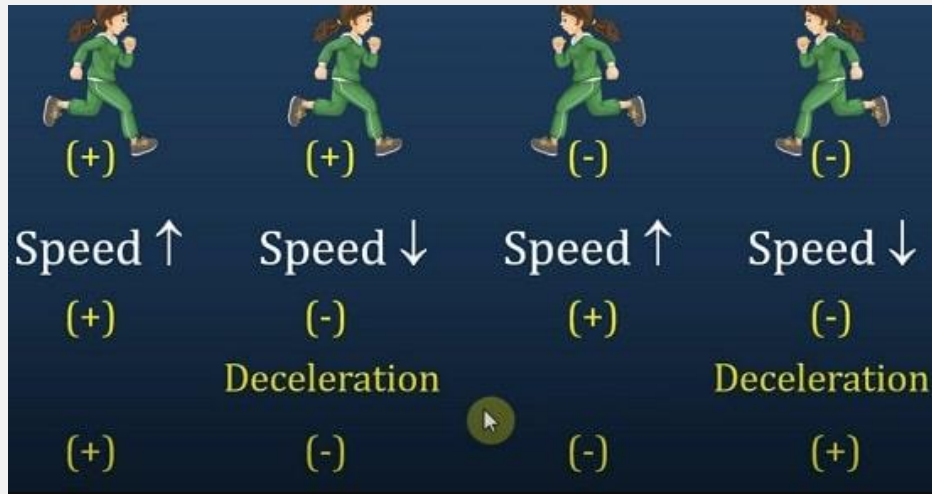 (+) (+) (-) (-)
Speed ↑ Speed ↓ Speed ↑ Speed ↓
(+) (-) (+) (-)
Deceleration Deceleration
(+) (-) (-) (+)